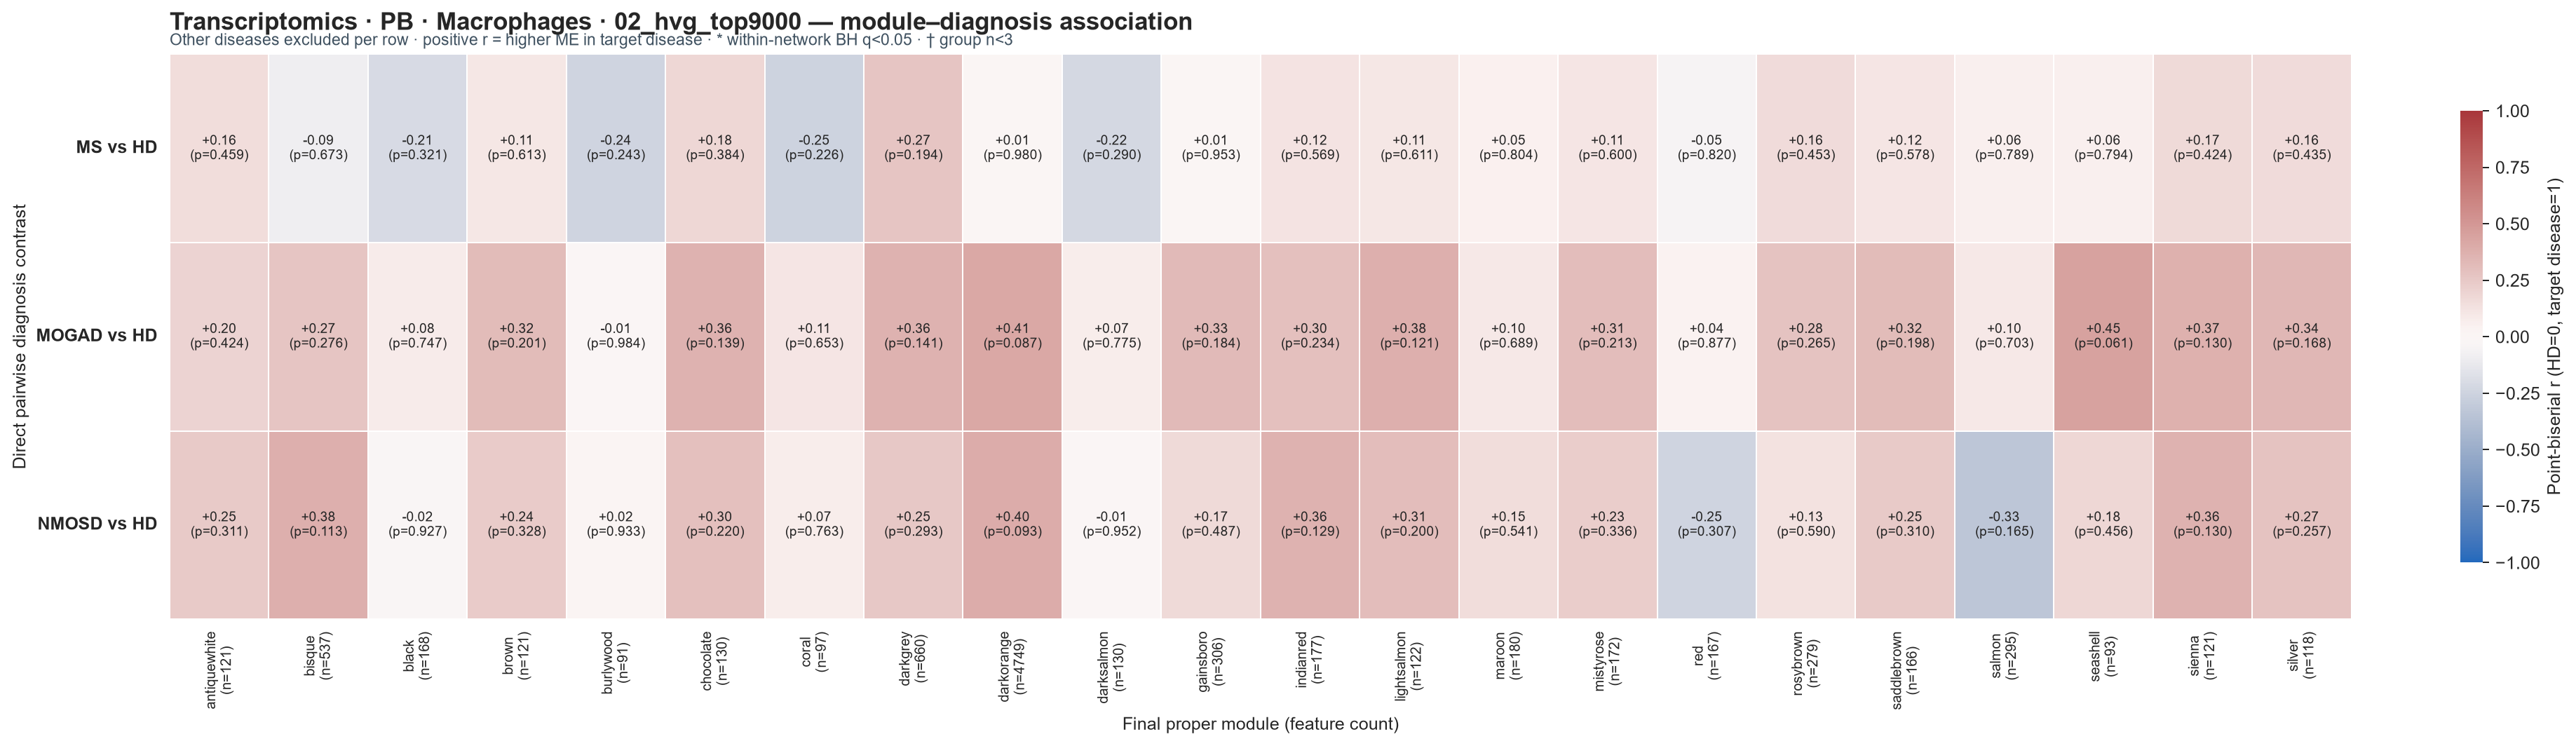 Transcriptomics · PB · Macrophages · 02_hvg_top9000 — module–diagnosis association
Other diseases excluded per row · positive r = higher ME in target disease · * within-network BH q<0.05 · † group n<3
Direct pairwise diagnosis contrast
MS vs HD
+0.16 -0.09 -0.21 +0.11 -0.24 +0.18 -0.25 +0.27 +0.01 -0.22 +0.01 +0.12 +0.11 +0.05 +0.11 -0.05 +0.16 +0.12 +0.06 +0.06 +0.17 +0.16
(p=0.459) (p=0.673) (p=0.321) (p=0.613) (p=0.243) (p=0.384) (p=0.226) (p=0.194) (p=0.980) (p=0.290) (p=0.953) (p=0.569) (p=0.611) (p=0.804) (p=0.600) (p=0.820) (p=0.453) (p=0.578) (p=0.789) (p=0.794) (p=0.424) (p=0.435)
MOGAD vs HD
+0.20 +0.27 +0.08 +0.32 -0.01 +0.36 +0.11 +0.36 +0.41 +0.07 +0.33 +0.30 +0.38 +0.10 +0.31 +0.04 +0.28 +0.32 +0.10 +0.45 +0.37 +0.34
(p=0.424) (p=0.276) (p=0.747) (p=0.201) (p=0.984) (p=0.139) (p=0.653) (p=0.141) (p=0.087) (p=0.775) (p=0.184) (p=0.234) (p=0.121) (p=0.689) (p=0.213) (p=0.877) (p=0.265) (p=0.198) (p=0.703) (p=0.061) (p=0.130) (p=0.168)
NMOSD vs HD
+0.25 +0.38 -0.02 +0.24 +0.02 +0.30 +0.07 +0.25 +0.40 -0.01 +0.17 +0.36 +0.31 +0.15 +0.23 -0.25 +0.13 +0.25 -0.33 +0.18 +0.36 +0.27
(p=0.311) (p=0.113) (p=0.927) (p=0.328) (p=0.933) (p=0.220) (p=0.763) (p=0.293) (p=0.093) (p=0.952) (p=0.487) (p=0.129) (p=0.200) (p=0.541) (p=0.336) (p=0.307) (p=0.590) (p=0.310) (p=0.165) (p=0.456) (p=0.130) (p=0.257)
antiquewhite
(n=121)
bisque
(n=537)
black
(n=168)
brown
(n=121)
burlywood
(n=91)
chocolate
(n=130)
coral
(n=97)
darkgrey
(n=660)
darkorange
(n=4749)
darksalmon
(n=130)
gainsboro
(n=306)
indianred
(n=177)
lightsalmon
(n=122)
maroon
(n=180)
mistyrose
(n=172)
red
(n=167)
rosybrown
(n=279)
saddlebrown
(n=166)
salmon
(n=295)
seashell
(n=93)
sienna
(n=121)
silver
(n=118)
Final proper module (feature count)
1.00
0.75
0.50
0.25
0.00
−0.25
−0.50
−0.75
−1.00
Point-biserial r (HD=0, target disease=1)